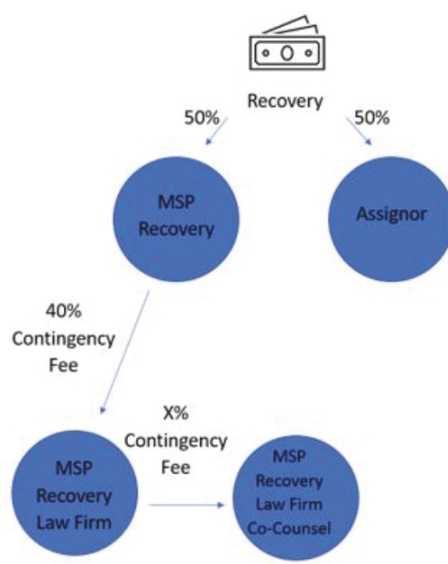 Recovery
50%
50%
MSP
Recovery
Assignor
40%
Contingency
Fee
X%
Contingency
Fee
MSP
Recovery
Law Firm
MSP
Recovery
Law Firm
Co-Counsel